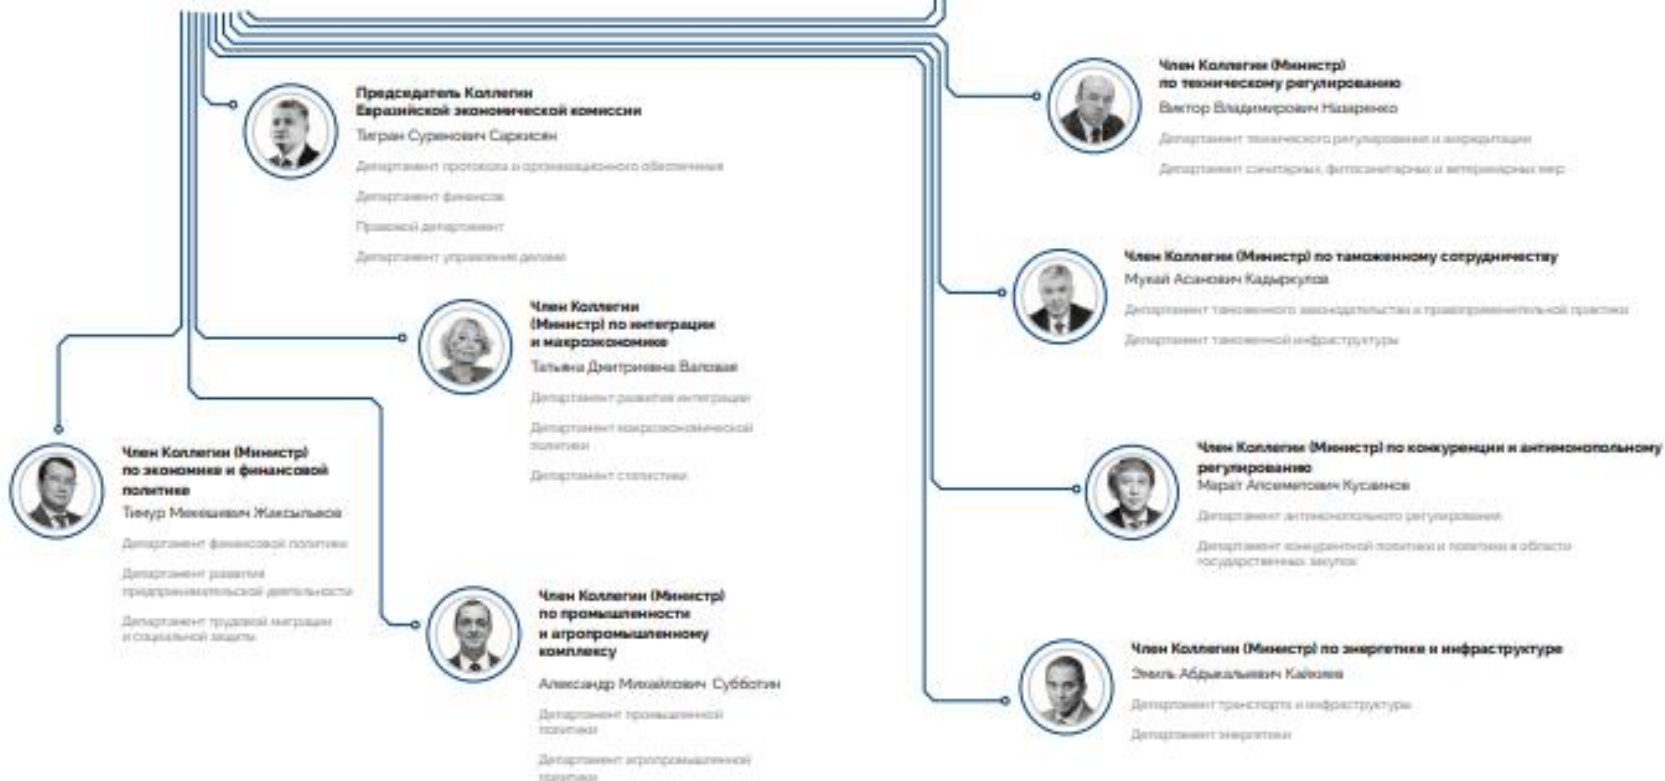 Председатель Коллегии
Евразийской экономической комиссии
Тигран Суренович Саркисян
Департамент протокола и организационного обеспечения
Департамент финансов
Правовой департамент
Департамент управления делами
Член Коллегии
(Министр) по интеграции
и макроэкономике
Татьяна Дмитриевна Валовая
Департамент развития интеграции
Департамент макроэкономической
политики
Департамент статистики
Член Коллегии (Министр)
по экономике и финансовой
политике
Тимур Мекешевич Жаксылыков
Департамент финансовой политики
Департамент развития
предпринимательской деятельности
Департамент трудовой миграции
и социальной защиты
Член Коллегии (Министр)
по промышленности
и агропромышленному
комплексу
Александр Михайлович Субботин
Департамент промышленной
политики
Департамент агропромышленной
политики
Член Коллегии (Министр)
по техническому регулированию
Виктор Владимирович Назаренко
Департамент технического регулирования и аккредитации
Департамент санитарных, фитосанитарных и ветеринарных мер
Член Коллегии (Министр) по таможенному сотрудничеству
Мукай Асанович Кадыркулов
Департамент таможенного законодательства и правоприменительной практики
Департамент таможенной инфраструктуры
Член Коллегии (Министр) по конкуренции и антимонопольному
регулированию
Марат Апсеметович Кусаинов
Департамент антимонопольного регулирования
Департамент конкурентной политики и политики в области
государственных закупок
Член Коллегии (Министр) по энергетике и инфраструктуре
Эмиль Абдыкалыевич Кайкиев
Департамент транспорта и инфраструктуры
Департамент энергетики